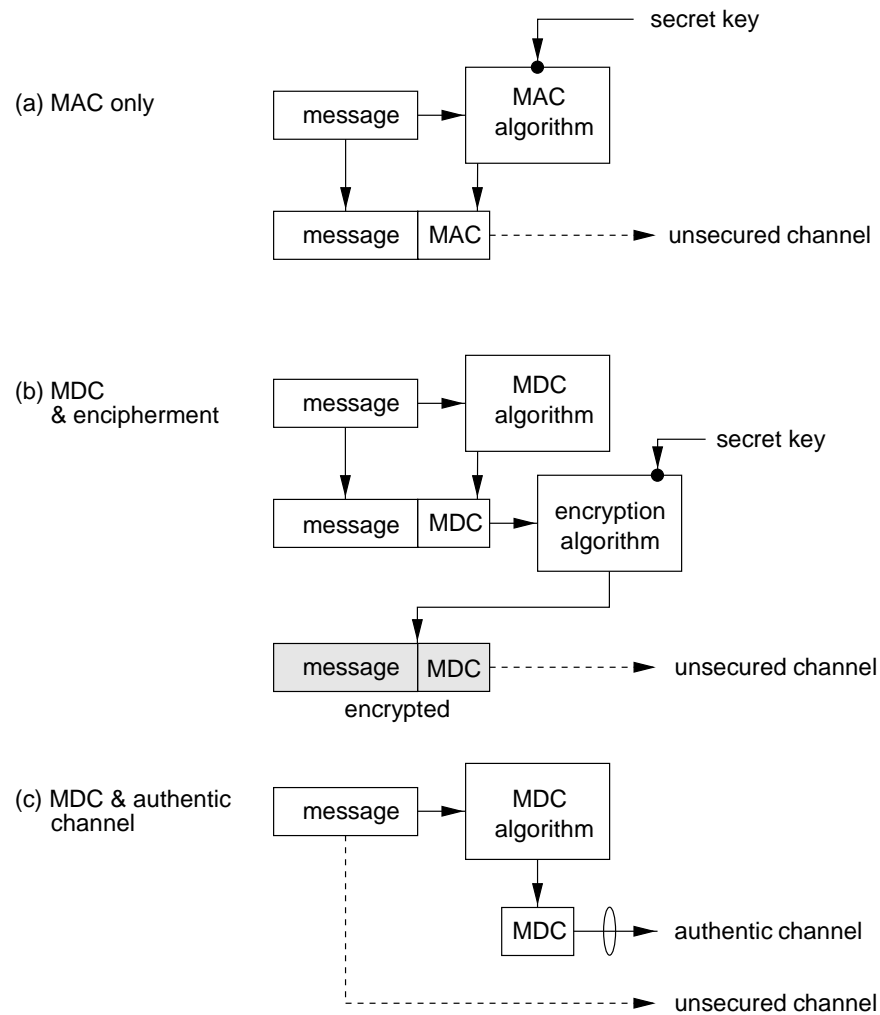 secret key
(a) MAC only
message
MAC
algorithm
message
MAC
unsecured channel
(b) MDC
& encipherment
message
MDC
algorithm
secret key
message
MDC
encryption
algorithm
message
MDC
unsecured channel
encrypted
(c) MDC & authentic
channel
message
MDC
algorithm
MDC
authentic channel
unsecured channel